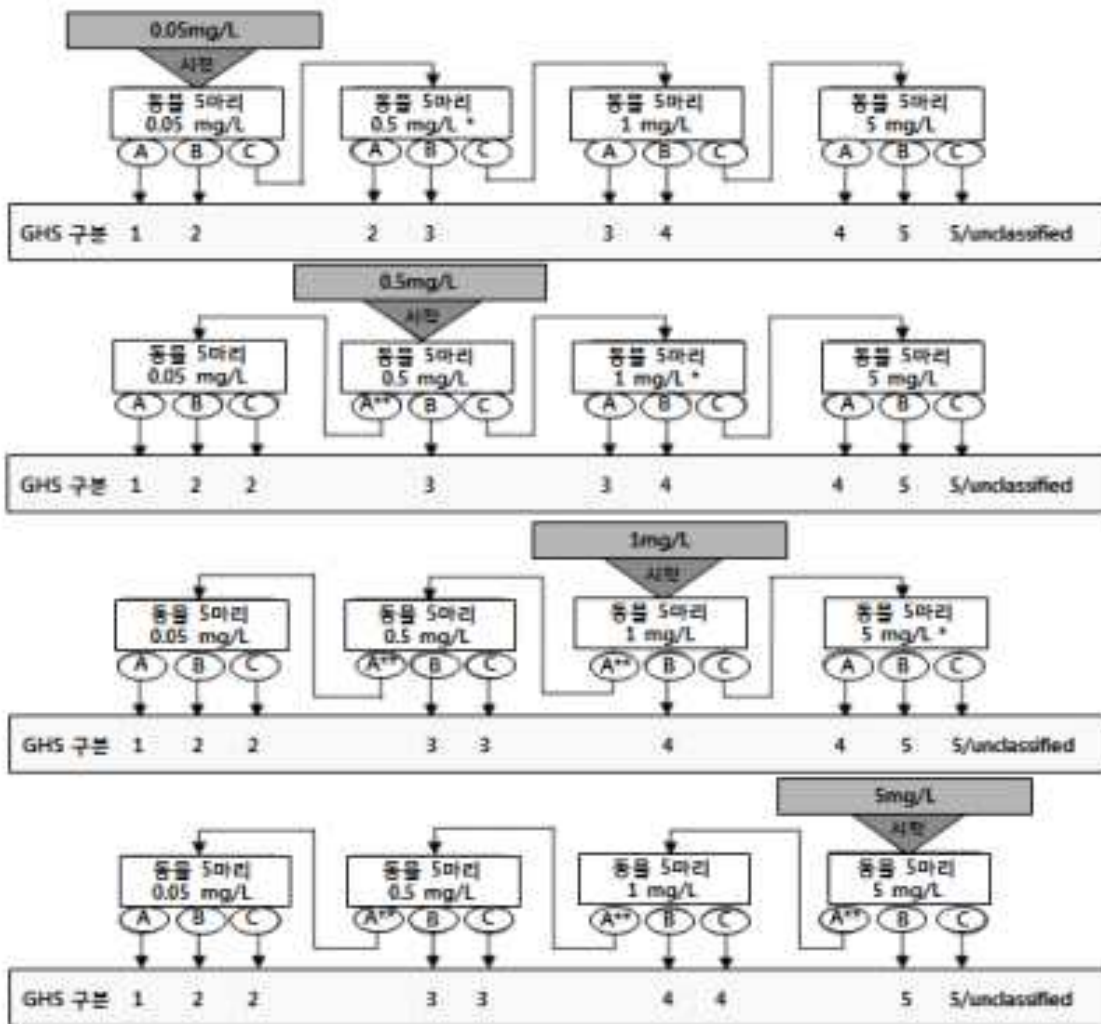 0.05mg/L
시작
동물 5마리 동물 5마리 동물 5마리 동물 5마리
0.05 mg/L 0.5 mg/L * 1 mg/L 5 mg/L
A B C A B C A B C A B C
GHS 구분 1 2 2 3 3 4 4 5 5/unclassified
0.5mg/L
시작
동물 5마리 동물 5마리 동물 5마리 동물 5마리
0.05 mg/L 0.5 mg/L 1 mg/L * 5 mg/L
A B C A** B C A B C A B C
GHS 구분 1 2 2 3 3 4 4 5 5/unclassified
1mg/L
시작
동물 5마리 동물 5마리 동물 5마리 동물 5마리
0.05 mg/L 0.5 mg/L 1 mg/L 5 mg/L *
A B C A** B C A** B C A B C
GHS 구분 1 2 2 3 3 4 4 5 5/unclassified
5mg/L
시작
동물 5마리 동물 5마리 동물 5마리 동물 5마리
0.05 mg/L 0.5 mg/L 1 mg/L 5 mg/L
A B C A** B C A** B C A** B C
GHS 구분 1 2 2 3 3 4 4 5 5/unclassified